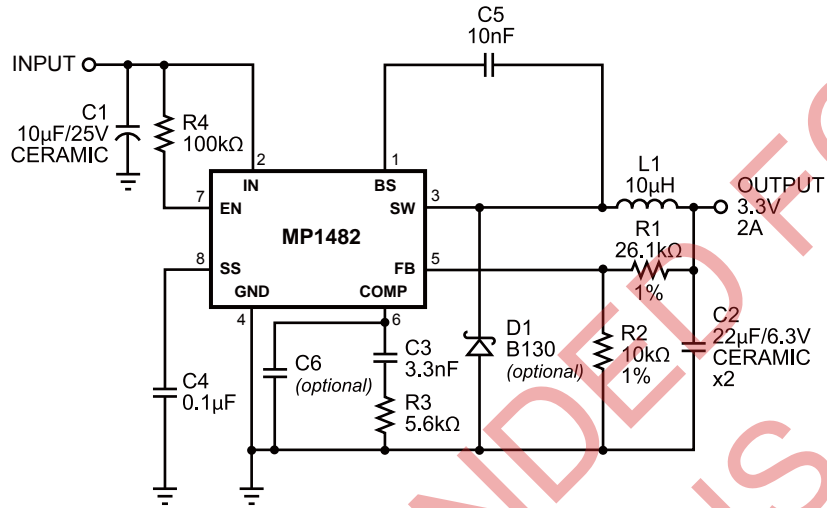 C5
10nF
INPUT
C1
10µF/25V
CERAMIC
R4
100kΩ
2
IN
1
BS
7
EN
3
SW
MP1482
8
SS
5
FB
GND
4
COMP
6
L1
10µH
OUTPUT
3.3V
2A
R1
26.1kΩ
1%
R2
10kΩ
1%
C2
22µF/6.3V
CERAMIC
x2
D1
B130
(optional)
C3
3.3nF
C6
(optional)
R3
5.6kΩ
C4
0.1µF